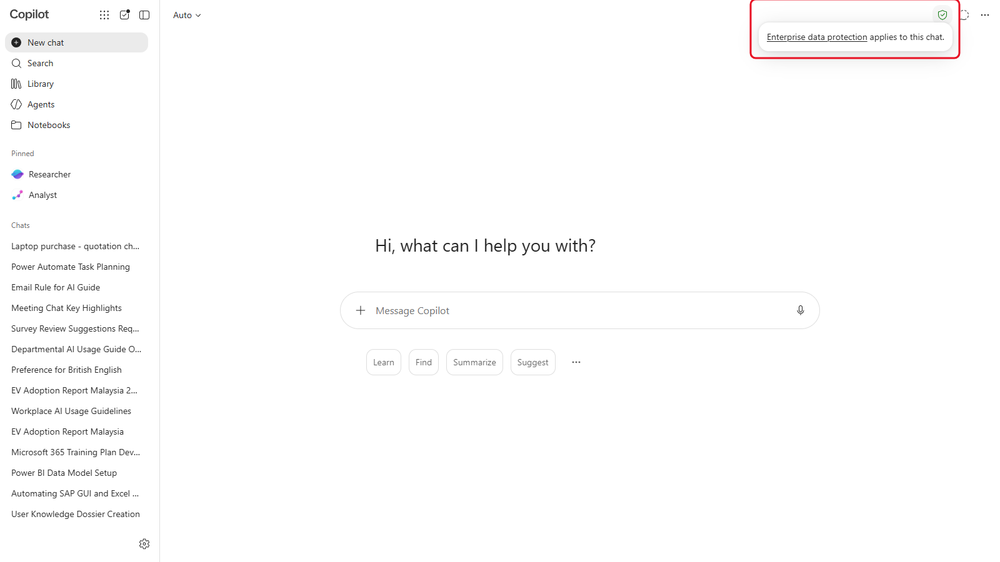 Copilot
New chat
Search
Library
Agents
Notebooks
Pinned
Researcher
Analyst
Chats
Laptop purchase - quotation ch...
Power Automate Task Planning
Email Rule for AI Guide
Meeting Chat Key Highlights
Survey Review Suggestions Req...
Departmental AI Usage Guide O...
Preference for British English
EV Adoption Report Malaysia 2...
Workplace AI Usage Guidelines
EV Adoption Report Malaysia
Microsoft 365 Training Plan Dev...
Power BI Data Model Setup
Automating SAP GUI and Excel ...
User Knowledge Dossier Creation
Auto
Enterprise data protection applies to this chat.
Hi, what can I help you with?
Message Copilot
Learn Find Summarize Suggest